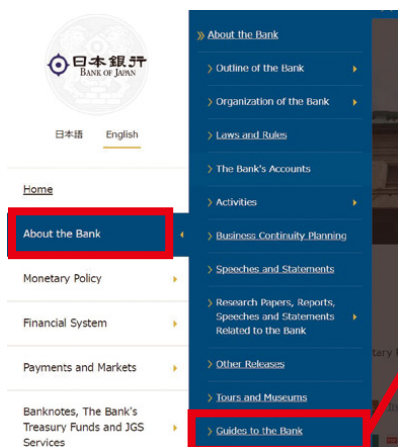 日本銀行
BANK OF JAPAN
日本語 English
Home
About the Bank
Monetary Policy
Financial System
Payments and Markets
Banknotes, The Bank's
Treasury Funds and JGS
Services
About the Bank
Outline of the Bank
Organization of the Bank
Laws and Rules
The Bank's Accounts
Activities
Business Continuity Planning
Speeches and Statements
Research Papers, Reports,
Speeches and Statements
Related to the Bank
Other Releases
Tours and Museums
Guides to the Bank